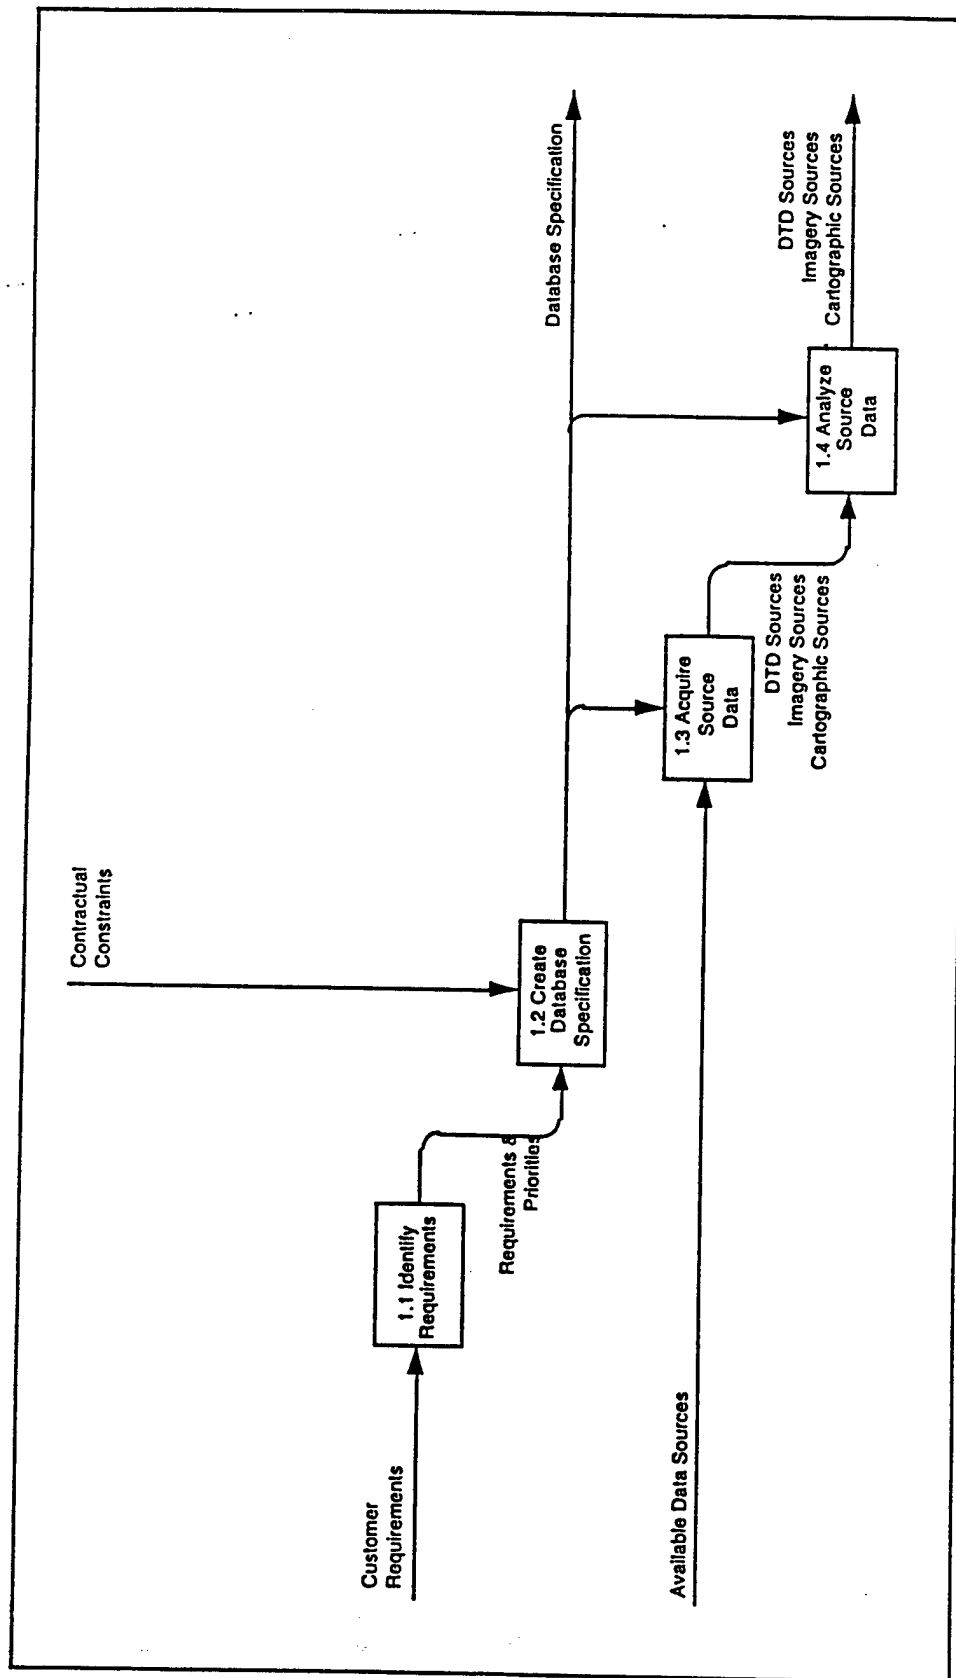 Contractual
Constraints
Customer
Requirements
1.1 Identify
Requirements
Requirements &
Priorities
1.2 Create
Database
Specification
Database Specification
Available Data Sources
1.3 Acquire
Source
Data
DTD Sources
Imagery Sources
Cartographic Sources
1.4 Analyze
Source
Data
DTD Sources
Imagery Sources
Cartographic Sources